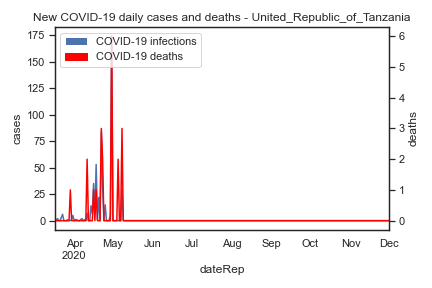 New COVID-19 daily cases and deaths - United_Republic_of_Tanzania
COVID-19 infections
COVID-19 deaths
175
150
125
100
75
50
25
0
cases
6
5
4
3
2
1
0
deaths
Apr
2020
May
Jun
Jul
Aug
Sep
Oct
Nov
Dec
dateRep